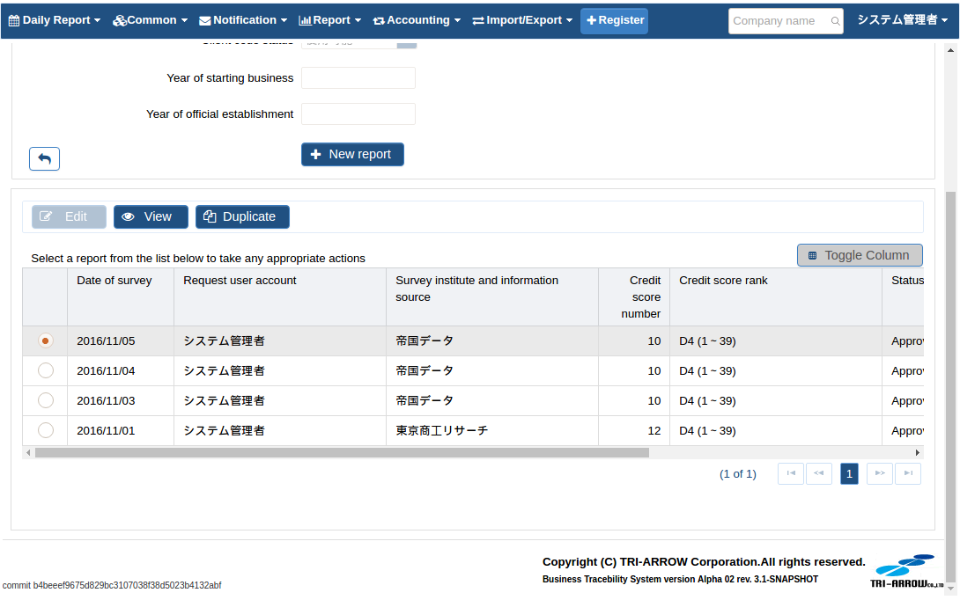 Daily Report Common Notification Report Accounting Import/Export Register Company name システム管理者
Client code status
Year of starting business
Year of official establishment
New report
Edit View Duplicate
Select a report from the list below to take any appropriate actions
Toggle Column
Date of survey Request user account Survey institute and information source Credit score number Credit score rank Status
2016/11/05 システム管理者 帝国データ 10 D4 (1 ~ 39) Approv
2016/11/04 システム管理者 帝国データ 10 D4 (1 ~ 39) Approv
2016/11/03 システム管理者 帝国データ 10 D4 (1 ~ 39) Approv
2016/11/01 システム管理者 東京商工リサーチ 12 D4 (1 ~ 39) Approv
(1 of 1) 1
Copyright (C) TRI-ARROW Corporation.All rights reserved.
Business Tracebility System version Alpha 02 rev. 3.1-SNAPSHOT
TRI-ARROW Co.,LTD
commit b4beeef9675d829bc3107038f38d5023b4132abf